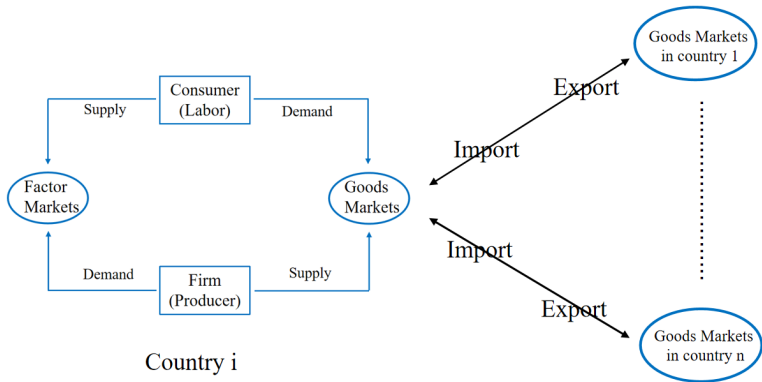 Goods Markets
in country 1
Consumer
(Labor)
Supply
Demand
Export
Import
Factor
Markets
Goods
Markets
Import
Demand
Firm
(Producer)
Supply
Export
Goods Markets
in country n
Country i